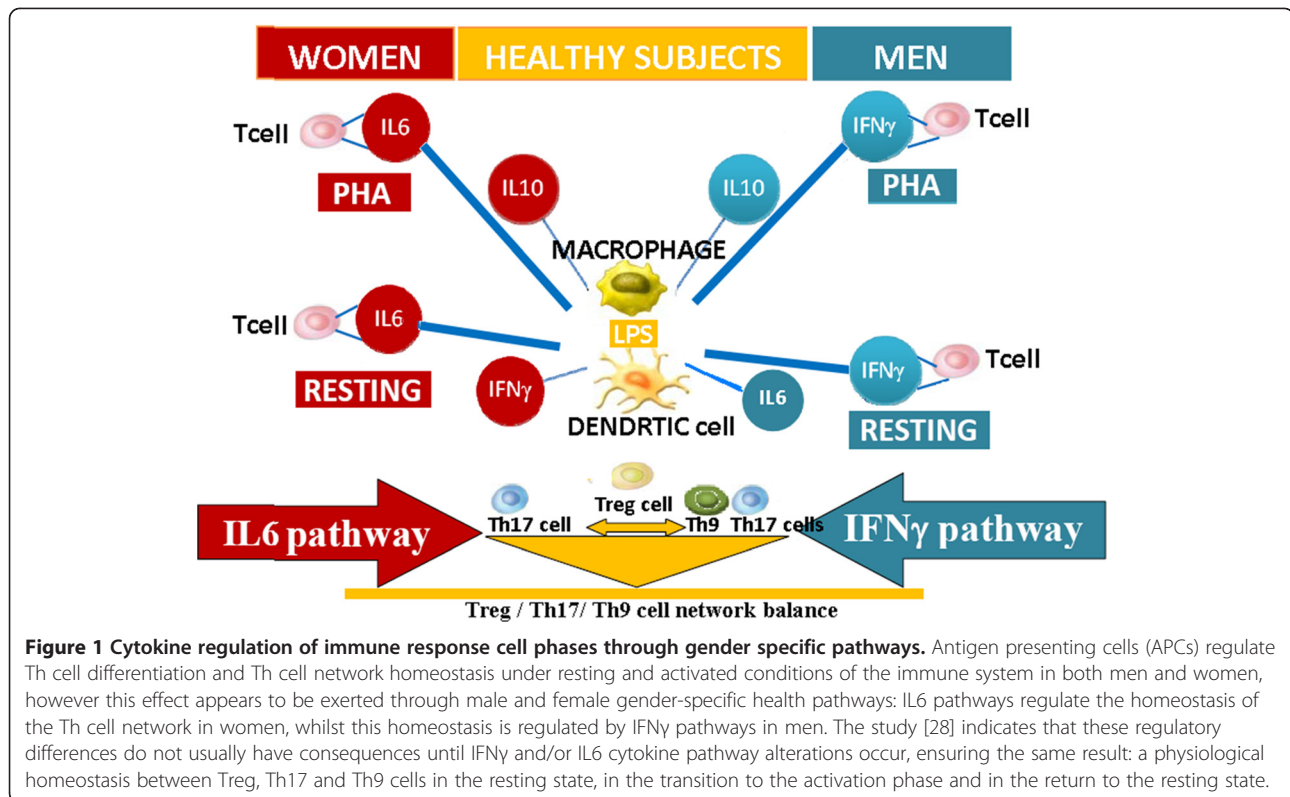 WOMEN HEALTHY SUBJECTS MEN
Tcell IL6 IFNγ Tcell
PHA IL10 IL10 PHA
MACROPHAGE
Tcell IL6 LPS IFNγ Tcell
RESTING IFNγ IL6 RESTING
DENDRTIC cell
Treg cell
Th17 cell Th9 Th17 cells
IL6 pathway IFNγ pathway
Treg / Th17/ Th9 cell network balance
Figure 1 Cytokine regulation of immune response cell phases through gender specific pathways. Antigen presenting cells (APCs) regulate
Th cell differentiation and Th cell network homeostasis under resting and activated conditions of the immune system in both men and women,
however this effect appears to be exerted through male and female gender-specific health pathways: IL6 pathways regulate the homeostasis of
the Th cell network in women, whilst this homeostasis is regulated by IFNγ pathways in men. The study [28] indicates that these regulatory
differences do not usually have consequences until IFNγ and/or IL6 cytokine pathway alterations occur, ensuring the same result: a physiological
homeostasis between Treg, Th17 and Th9 cells in the resting state, in the transition to the activation phase and in the return to the resting state.